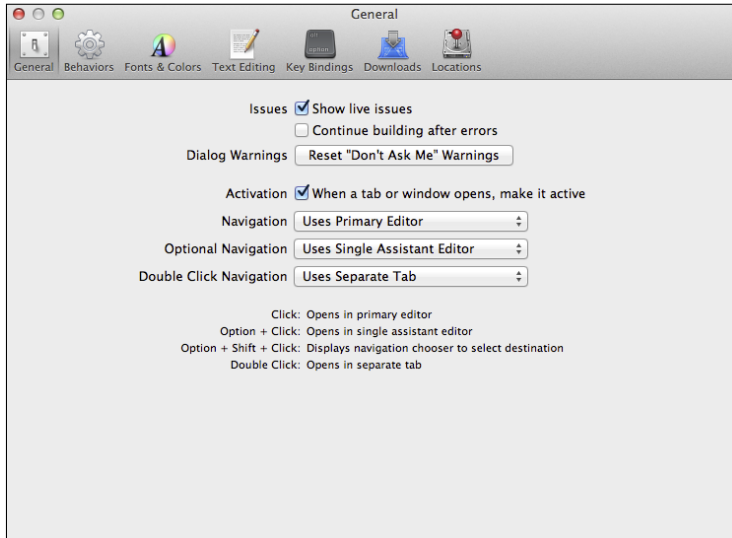 General
General Behaviors Fonts & Colors Text Editing Key Bindings Downloads Locations
Issues Show live issues
Continue building after errors
Dialog Warnings Reset "Don't Ask Me" Warnings
Activation When a tab or window opens, make it active
Navigation Uses Primary Editor
Optional Navigation Uses Single Assistant Editor
Double Click Navigation Uses Separate Tab
Click: Opens in primary editor
Option + Click: Opens in single assistant editor
Option + Shift + Click: Displays navigation chooser to select destination
Double Click: Opens in separate tab